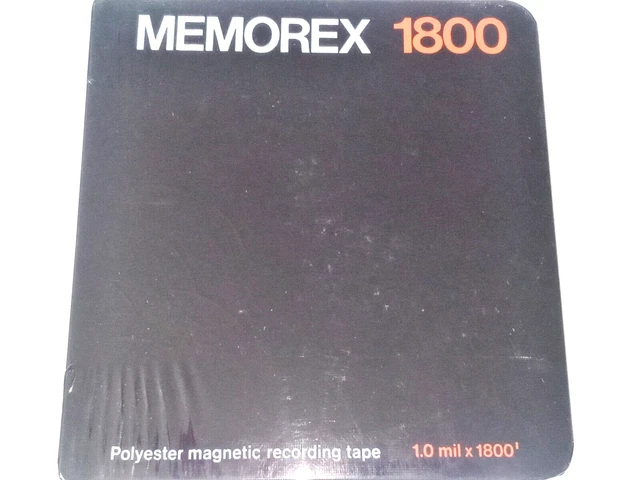 MEMOREX 1800
Polyester magnetic recording tape 1.0 mil x 1800'